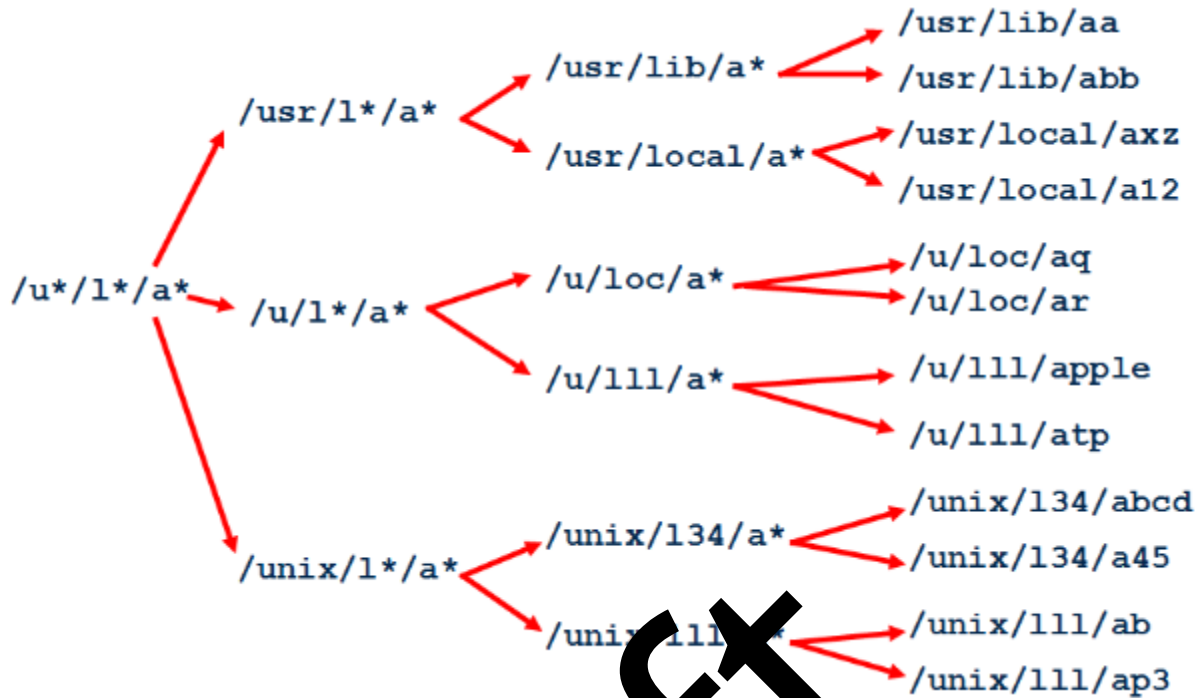 /usr/lib/aa
/usr/lib/a*
/usr/lib/abb
/usr/l*/a*
/usr/local/axz
/usr/local/a*
/usr/local/a12
/u/loc/aq
/u/loc/a*
/u*/l*/a*
/u/loc/ar
/u/l*/a*
/u/lll/apple
/u/lll/a*
/u/lll/atp
/unix/l34/abcd
/unix/l34/a*
/unix/l34/a45
/unix/l*/a*
/unix/lll/ab
/unix/lll/ap3